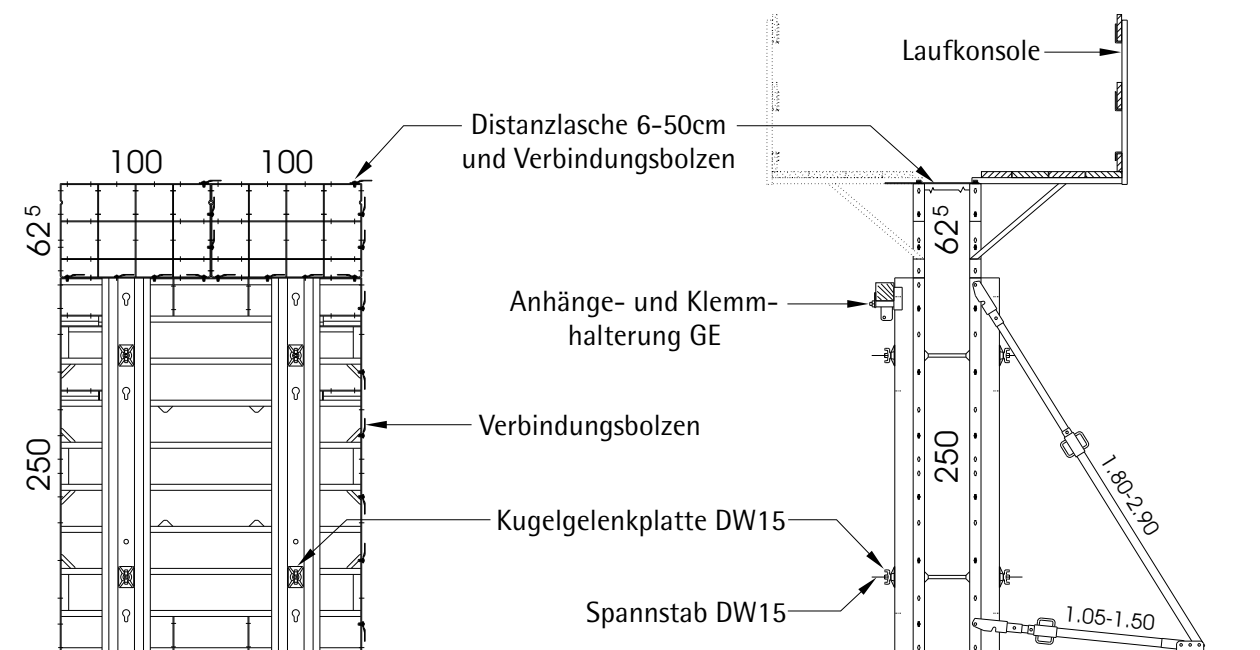 Laufkonsole
Distanzlasche 6-50cm
und Verbindungsbolzen
100
100
62⁵
62⁵
Anhänge- und Klemm-
halterung GE
Verbindungsbolzen
250
250
1.80-2.90
Kugelgelenkplatte DW15
Spannstab DW15
1.05-1.50